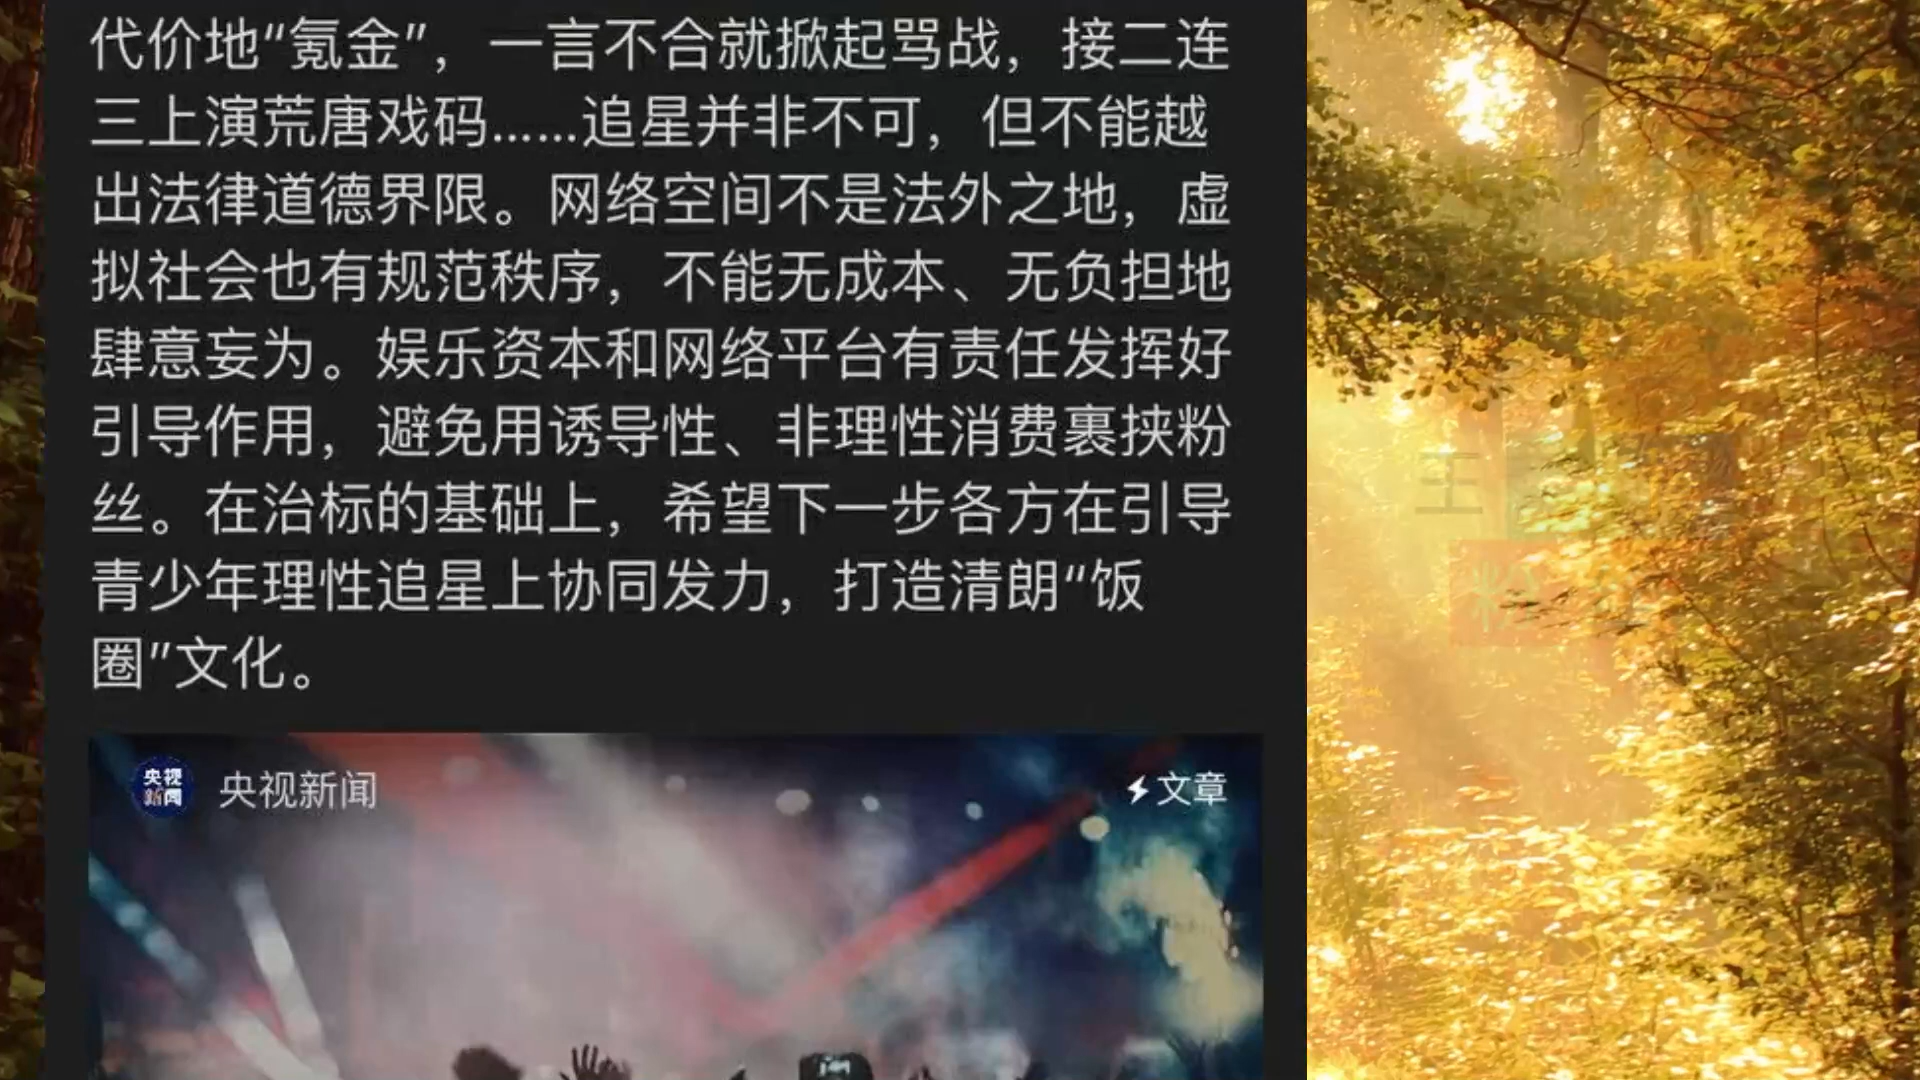 代价地“氪金”，一言不合就掀起骂战，接二连
三上演荒唐戏码……追星并非不可，但不能越
出法律道德界限。网络空间不是法外之地，虚
拟社会也有规范秩序，不能无成本、无负担地
肆意妄为。娱乐资本和网络平台有责任发挥好
引导作用，避免用诱导性、非理性消费裹挟粉
丝。在治标的基础上，希望下一步各方在引导
青少年理性追星上协同发力，打造清朗“饭
圈”文化。
央视新闻
央视
新闻
文章